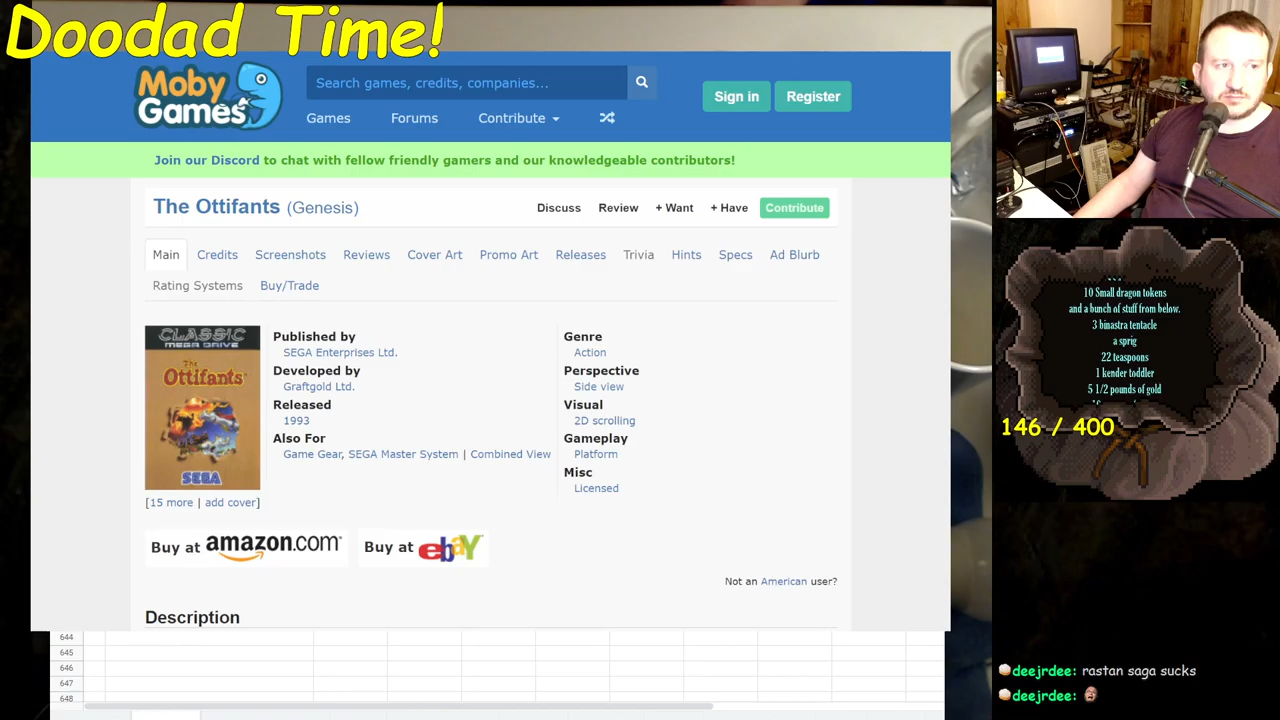 Doodad Time!
Moby Games
Search games, credits, companies...
Sign in
Register
Games
Forums
Contribute
Join our Discord to chat with fellow friendly gamers and our knowledgeable contributors!
The Ottifants (Genesis)
Discuss
Review
+ Want
+ Have
Contribute
Main
Credits
Screenshots
Reviews
Cover Art
Promo Art
Releases
Trivia
Hints
Specs
Ad Blurb
Rating Systems
Buy/Trade
CLASSIC
MEGA DRIVE
The
Ottifants
SEGA
[15 more | add cover]
Published by
SEGA Enterprises Ltd.
Developed by
Graftgold Ltd.
Released
1993
Also For
Game Gear, SEGA Master System | Combined View
Genre
Action
Perspective
Side view
Visual
2D scrolling
Gameplay
Platform
Misc
Licensed
Buy at amazon.com
Buy at ebay
Not an American user?
Description
644
645
646
647
648
10 Small dragon tokens
and a bunch of stuff from below.
3 binastra tentacle
a sprig
22 teaspoons
1 kender toddler
5 1/2 pounds of gold
146 / 400
deejrdee: rastan saga sucks
deejrdee: